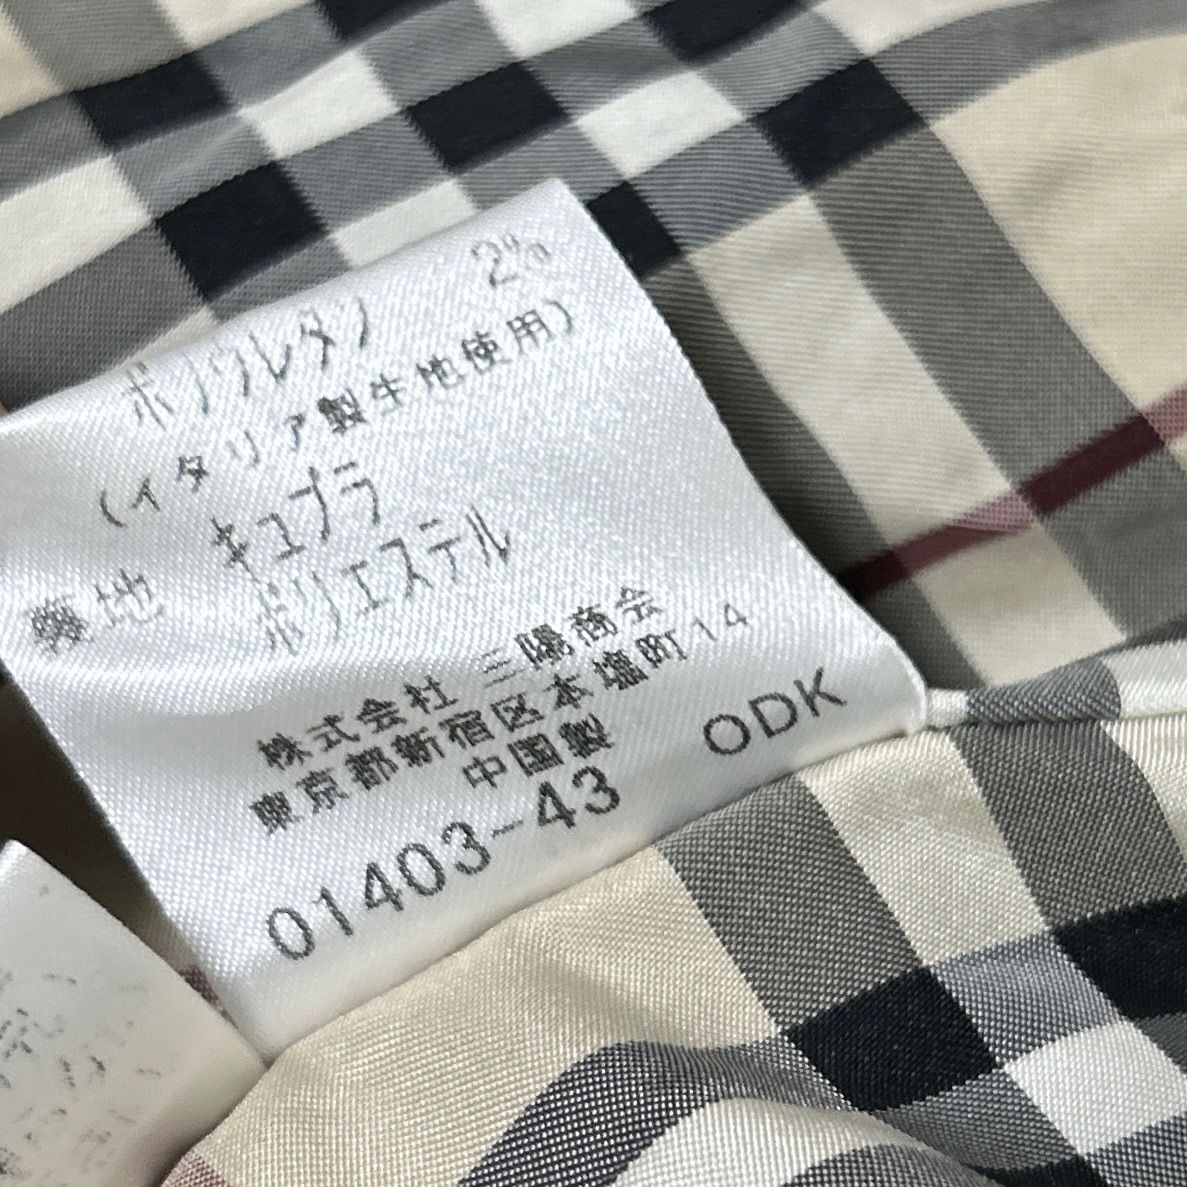 ポリウレタン 2%
(イタリア製生地使用)
裏地 キュプラ
ポリエステル
株式会社 三陽商会
東京都新宿区本塩町14
中国製 ODK
01403-43